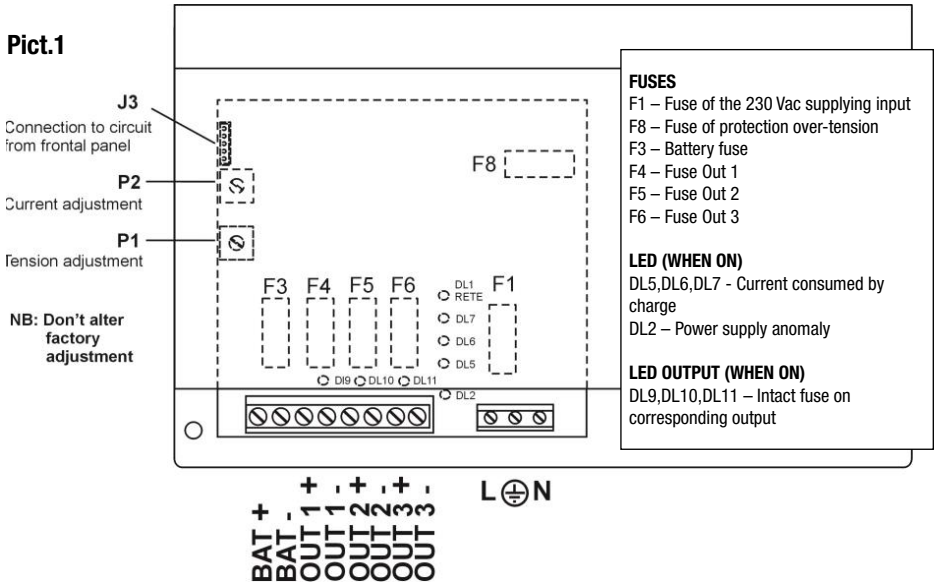 Pict.1
J3
Connection to circuit
from frontal panel
P2
Current adjustment
P1
Tension adjustment
NB: Don't alter
factory
adjustment
F8
F3 F4 F5 F6
DL1
RETE
F1
DL7
DL6
DL5
DI9 DL10 DL11
DL2
BAT +
BAT -
OUT 1 +
OUT 1 -
OUT 2 +
OUT 2 -
OUT 3 +
OUT 3 -
L N
FUSES
F1 – Fuse of the 230 Vac supplying input
F8 – Fuse of protection over-tension
F3 – Battery fuse
F4 – Fuse Out 1
F5 – Fuse Out 2
F6 – Fuse Out 3
LED (WHEN ON)
DL5,DL6,DL7 - Current consumed by
charge
DL2 – Power supply anomaly
LED OUTPUT (WHEN ON)
DL9,DL10,DL11 – Intact fuse on
corresponding output